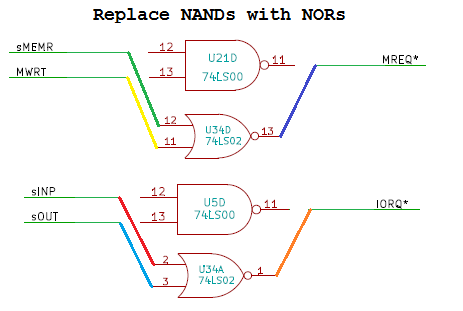 Replace NANDs with NORs
sMEMR
MWRT
12
13
U21D
74LS00
11
MREQ*
12
11
U34D
74LS02
13
sINP
sOUT
12
13
U5D
74LS00
11
IORQ*
2
3
U34A
74LS02
1